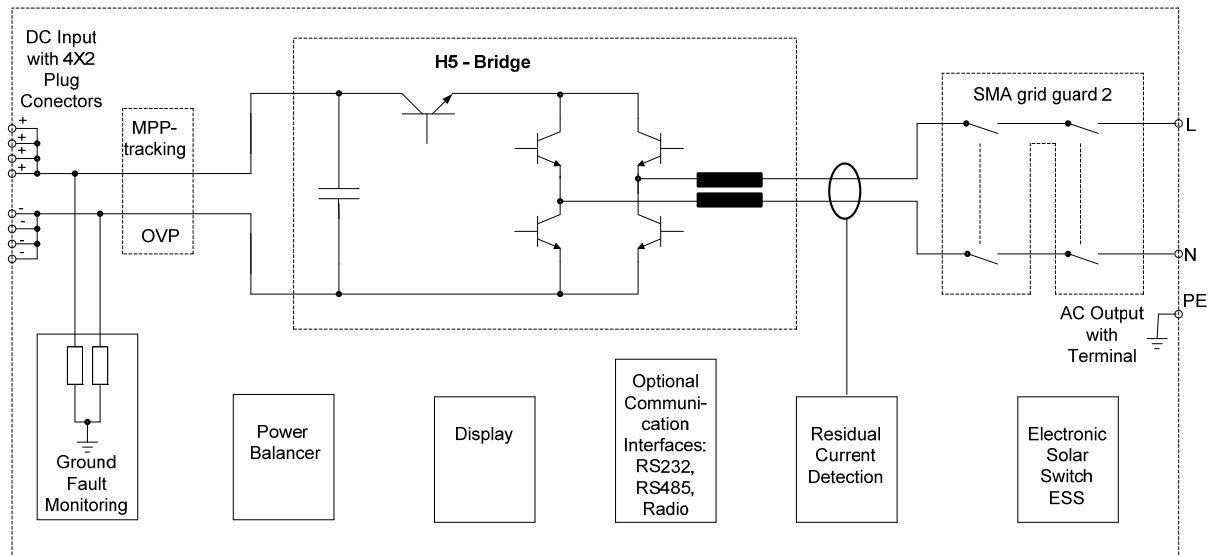 DC Input
with 4X2
Plug
Conectors
+
+
+
+
-
-
-
-
MPP-
tracking
OVP
H5 - Bridge
SMA grid guard 2
L
N
PE
AC Output
with
Terminal
Ground
Fault
Monitoring
Power
Balancer
Display
Optional
Communi-
cation
Interfaces:
RS232,
RS485,
Radio
Residual
Current
Detection
Electronic
Solar
Switch
ESS